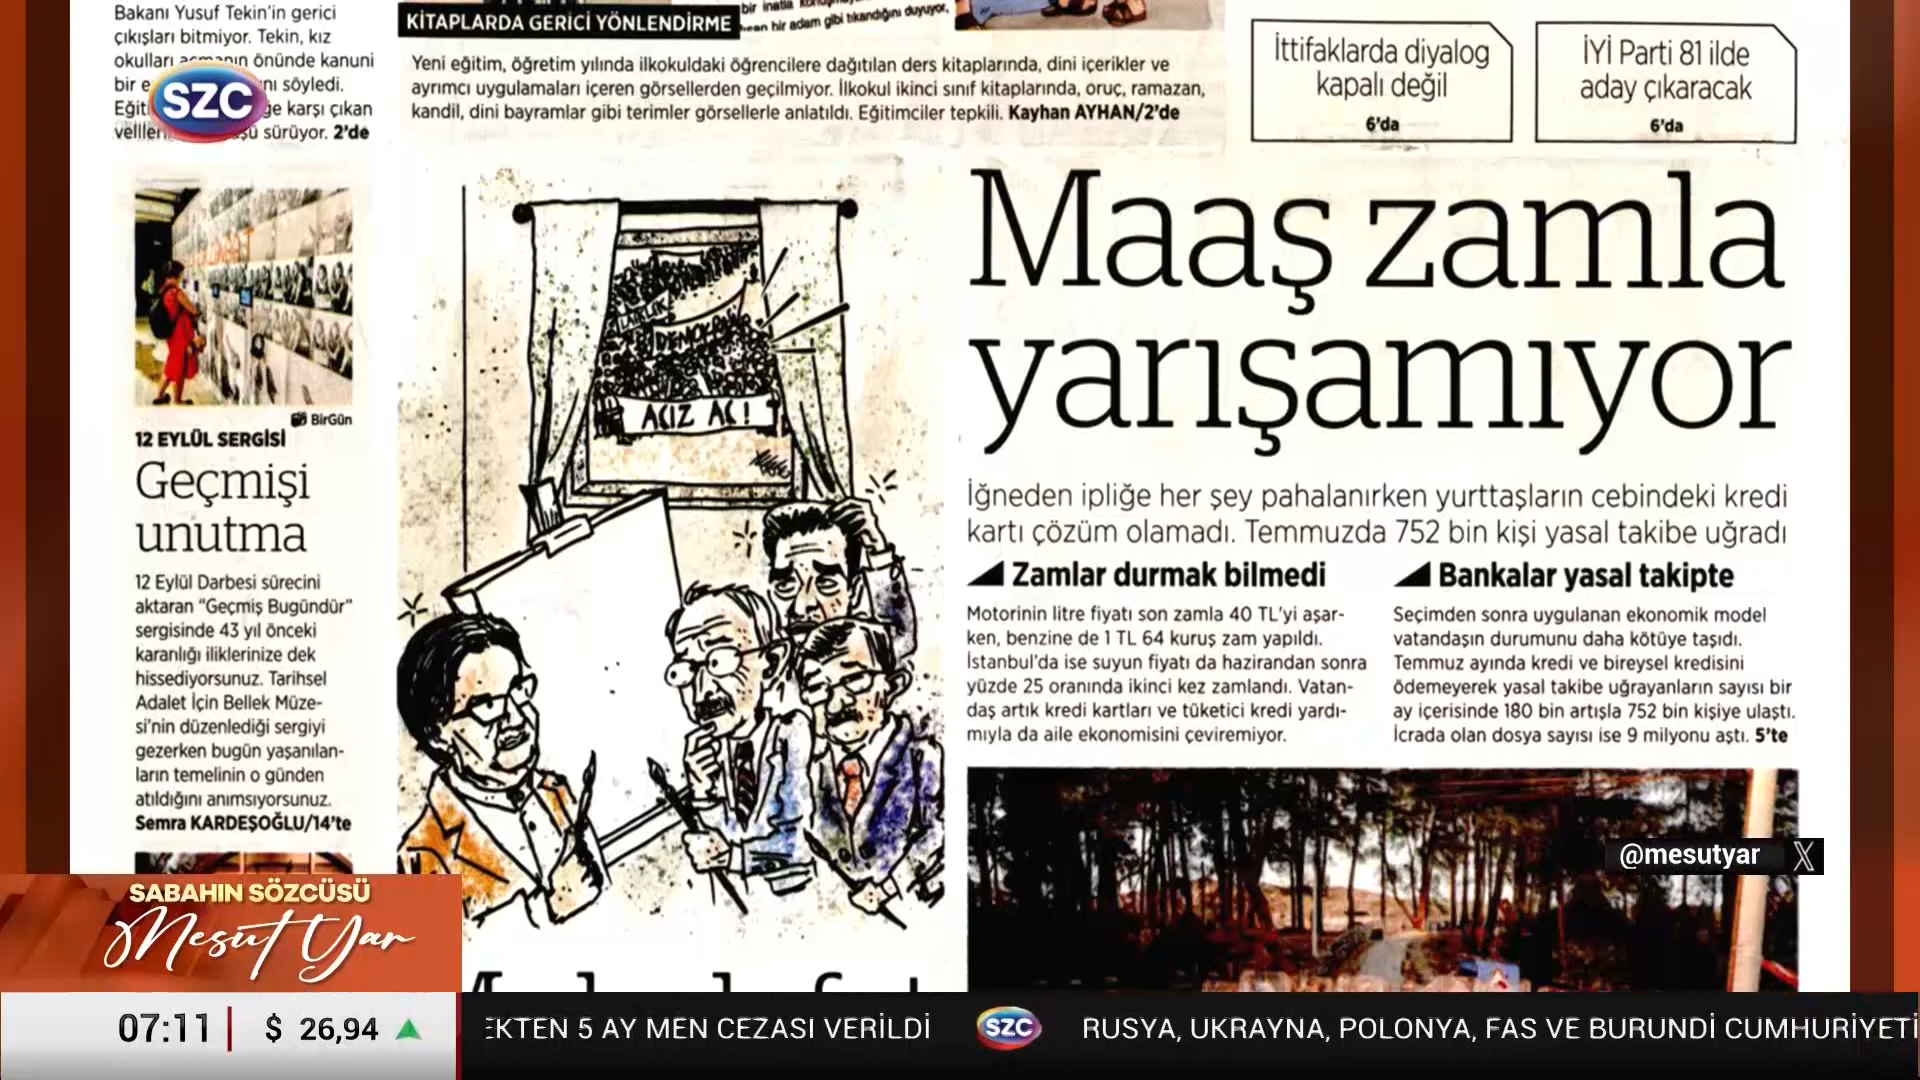 Bakanı Yusuf Tekin’in gerici
çıkışları bitmiyor. Tekin, kız
okulları açmanın önünde kanuni
bir
söyledi.
karşı çıkan
sürüyor. 2’de
SZC
KİTAPLARDA GERİCİ YÖNLENDİRME
bir adam gibi tıkandığını duyuyor,
Yeni eğitim, öğretim yılında ilkokuldaki öğrencilere dağıtılan ders kitaplarında, dini içerikler ve
ayrımcı uygulamaları içeren görsellerden geçilmiyor. İlkokul ikinci sınıf kitaplarında, oruç, ramazan,
kandil, dini bayramlar gibi terimler görsellerle anlatıldı. Eğitimciler tepkili. Kayhan AYHAN/2’de
İttifaklarda diyalog
kapalı değil
6’da
İYİ Parti 81 ilde
aday çıkaracak
6’da
BirGün
12 EYLÜL SERGİSİ
Geçmişi
unutma
12 Eylül Darbesi sürecini
aktaran “Geçmiş Bugündür”
sergisinde 43 yıl önceki
karanlığı iliklerinize dek
hissediyorsunuz. Tarihsel
Adalet İçin Bellek Müze-
si’nin düzenlediği sergiyi
gezerken bugün yaşanılan-
ların temelinin o günden
atıldığını anımsıyorsunuz.
Semra KARDEŞOĞLU/14’te
LAİKLİK
DEMOKRASİ
AÇIZ AÇ!
Maaş zamla
yarışamıyor
İğneden ipliğe her şey pahalanırken yurttaşların cebindeki kredi
kartı çözüm olamadı. Temmuzda 752 bin kişi yasal takibe uğradı
Zamlar durmak bilmedi
Motorinin litre fiyatı son zamla 40 TL’yi aşar-
ken, benzine de 1 TL 64 kuruş zam yapıldı.
İstanbul’da ise suyun fiyatı da hazirandan sonra
yüzde 25 oranında ikinci kez zamlandı. Vatan-
daş artık kredi kartları ve tüketici kredi yardı-
mıyla da aile ekonomisini çeviremiyor.
Bankalar yasal takipte
Seçimden sonra uygulanan ekonomik model
vatandaşın durumunu daha kötüye taşıdı.
Temmuz ayında kredi ve bireysel kredisini
ödemeyerek yasal takibe uğrayanların sayısı bir
ay içerisinde 180 bin artışla 752 bin kişiye ulaştı.
İcrada olan dosya sayısı ise 9 milyonu aştı. 5’te
@mesutyar X
SABAHIN SÖZCÜSÜ
Mesut Yar
07:11 $ 26,94
EKTEN 5 AY MEN CEZASI VERİLDİ SZC RUSYA, UKRAYNA, POLONYA, FAS VE BURUNDİ CUMHURİYETİ